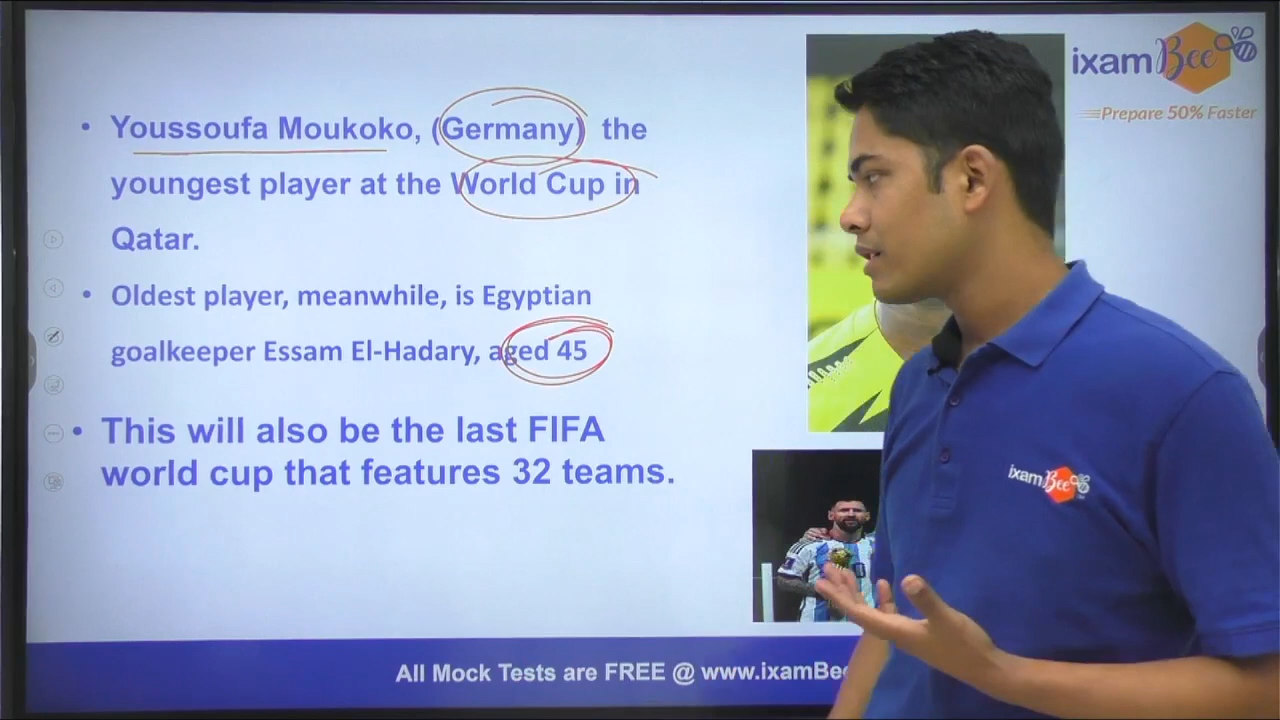 ixamBee
Prepare 50% Faster
• Youssoufa Moukoko, (Germany) the
youngest player at the World Cup in
Qatar.
• Oldest player, meanwhile, is Egyptian
goalkeeper Essam El-Hadary, aged 45
• This will also be the last FIFA
world cup that features 32 teams.
ixamBee
All Mock Tests are FREE @ www.ixamBee